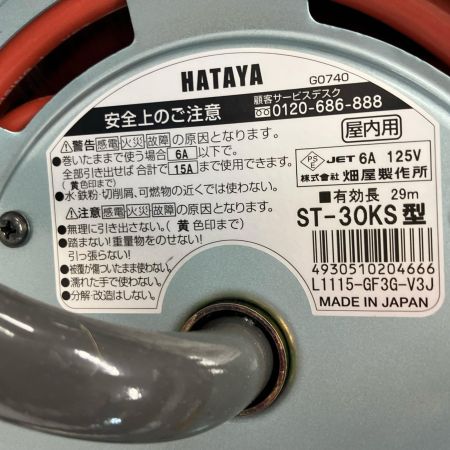 HATAYA
G0740
安全上のご注意
顧客サービスデスク
0120-686-888
⚠警告 感電 火災 故障 の原因となります。
●巻いたままで使う場合 6A 以下で。
全部引き出せば 合計で 15A まで使用できます。
(黄色印まで)
●水・鉄粉・切削屑、可燃物の近くでは使わない。
⚠注意 感電 火災 故障 の原因となります。
●無理に引き出さない。(黄色印まで)
●踏まない!重量物をのせない!
引っ張らない!
●被覆が傷ついたまま使わない。
●濡れた手で使わない。
●分解・改造はしない。
屋内用
PSE JET 6A 125V
株式会社 畑屋製作所
■有効長 29m
ST-30KS型
4930510204666
L1115-GF3G-V3J
MADE IN JAPAN